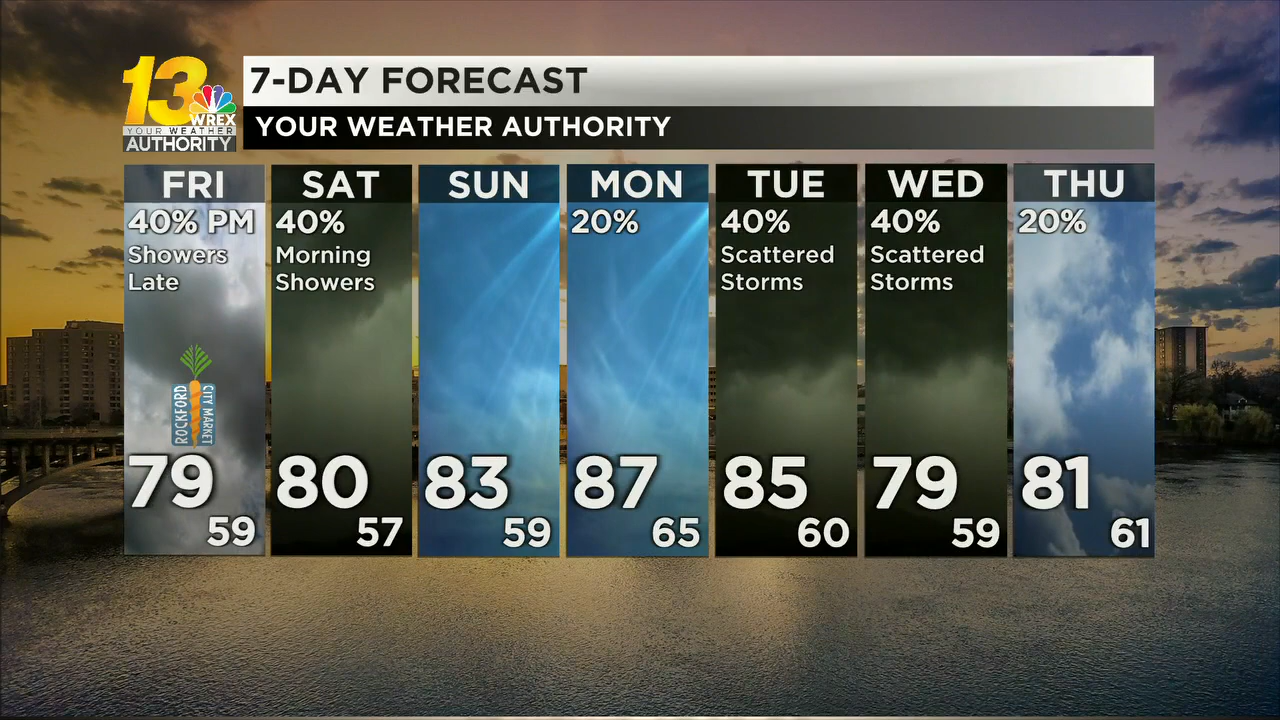 13
WREX
YOUR WEATHER
AUTHORITY
7-DAY FORECAST
YOUR WEATHER AUTHORITY
FRI
40% PM
Showers
Late
ROCKFORD
CITY MARKET
79
59
SAT
40%
Morning
Showers
80
57
SUN
83
59
MON
20%
87
65
TUE
40%
Scattered
Storms
85
60
WED
40%
Scattered
Storms
79
59
THU
20%
81
61